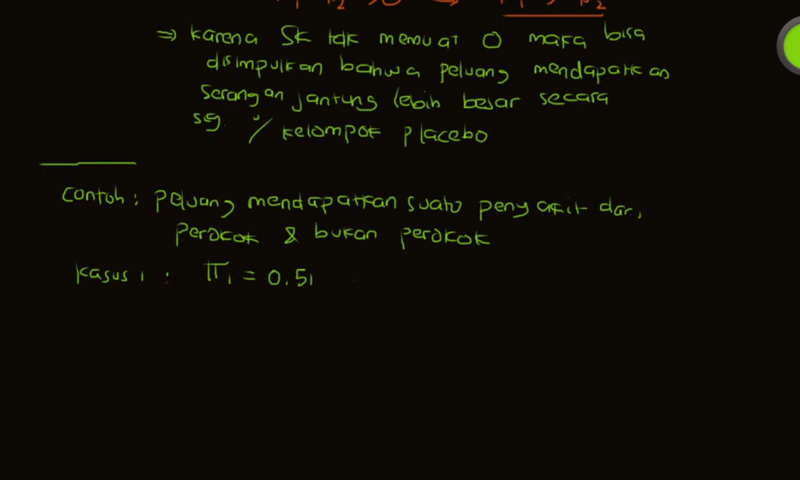 ⇒ karena SK tdk memuat 0 maka bisa
disimpulkan bahwa peluang mendapatkan
serangan jantung lebih besar secara
sig. u/ kelompok placebo
Contoh: peluang mendapatkan suatu penyakit dari
perokok & bukan perokok
kasus 1 : π₁ = 0.51